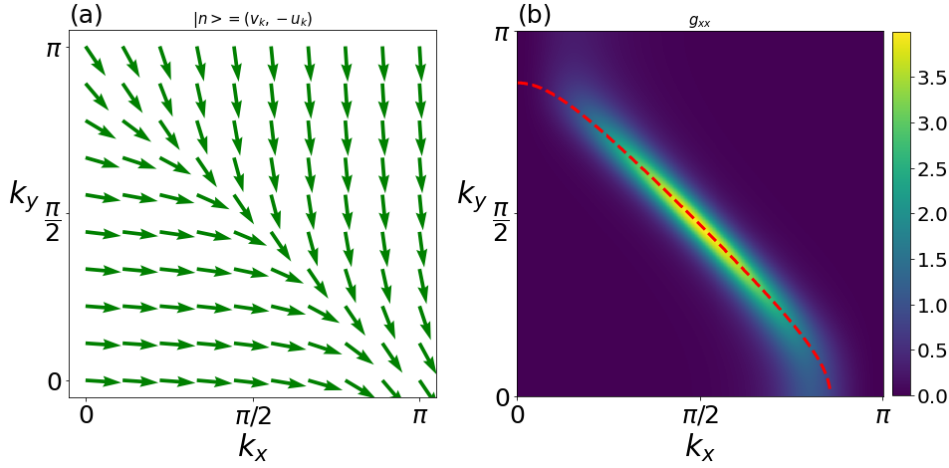 (a)
|n> = (v_k, −u_k)
π
k_y π/2
0
0 π/2 π
k_x
(b)
g_xx
π
k_y π/2
0
0 π/2 π
k_x
3.5
3.0
2.5
2.0
1.5
1.0
0.5
0.0